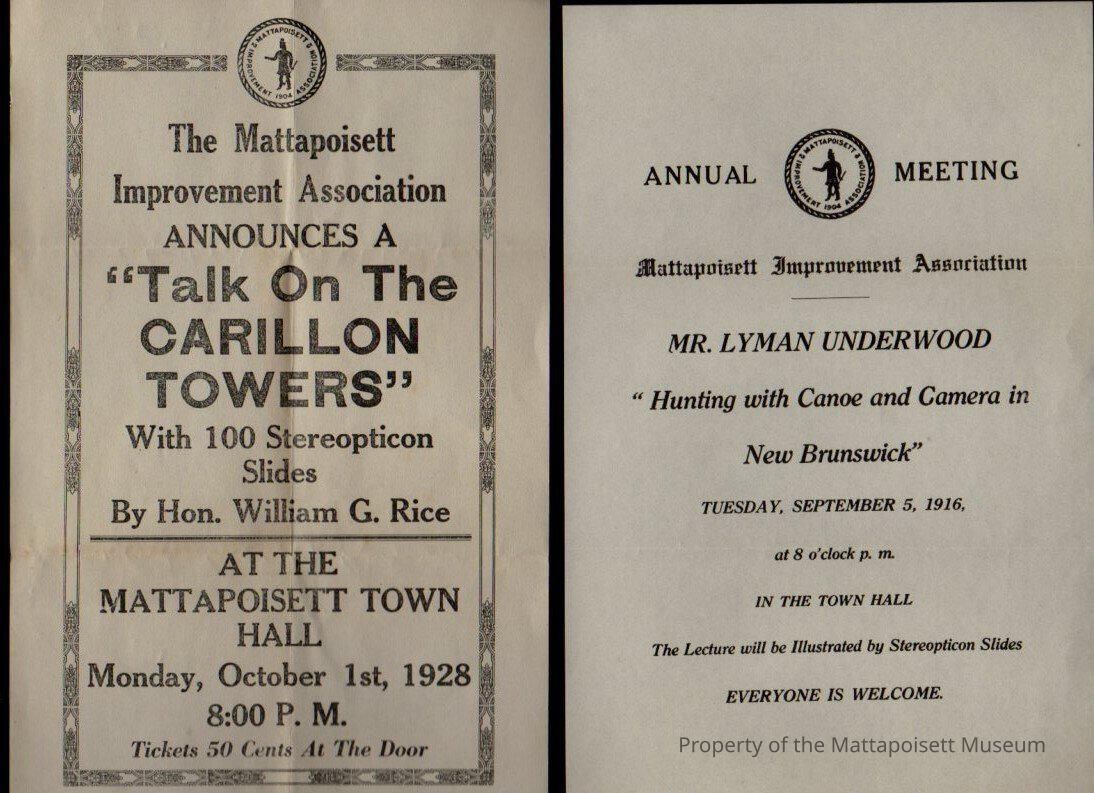 MATTAPOISETT
IMPROVEMENT ASSOCIATION
1904
The Mattapoisett
Improvement Association
ANNOUNCES A
“Talk On The
CARILLON
TOWERS”
With 100 Stereopticon
Slides
By Hon. William G. Rice
AT THE
MATTAPOISETT TOWN
HALL
Monday, October 1st, 1928
8:00 P. M.
Tickets 50 Cents At The Door
ANNUAL MEETING
MATTAPOISETT
IMPROVEMENT ASSOCIATION
1904
Mattapoisett Improvement Association
MR. LYMAN UNDERWOOD
“ Hunting with Canoe and Camera in
New Brunswick”
TUESDAY, SEPTEMBER 5, 1916,
at 8 o'clock p. m.
IN THE TOWN HALL
The Lecture will be Illustrated by Stereopticon Slides
EVERYONE IS WELCOME.
Property of the Mattapoisett Museum